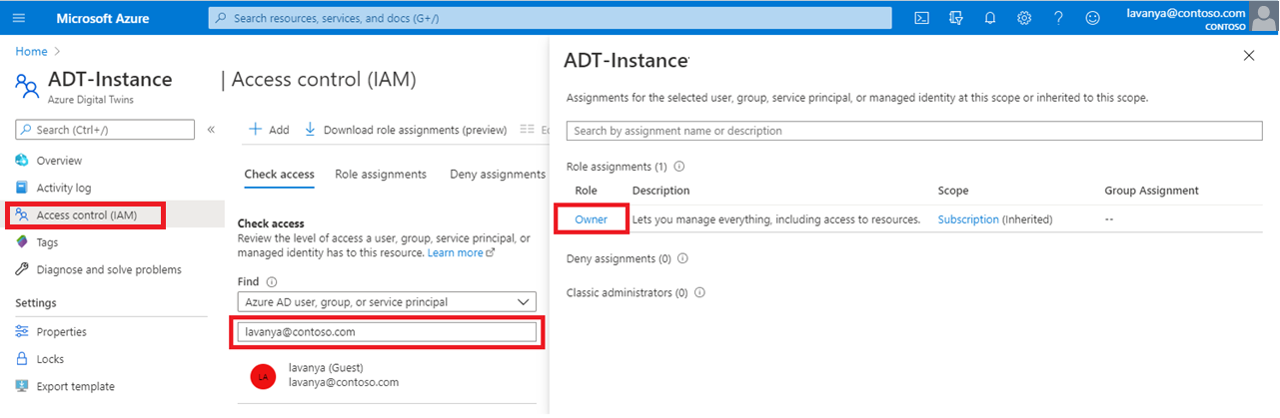 Microsoft Azure
Search resources, services, and docs (G+/)
lavanya@contoso.com
CONTOSO
Home
ADT-Instance
Azure Digital Twins
| Access control (IAM)
Search (Ctrl+/)
Overview
Activity log
Access control (IAM)
Tags
Diagnose and solve problems
Settings
Properties
Locks
Export template
Add
Download role assignments (preview)
Check access
Role assignments
Deny assignments
Check access
Review the level of access a user, group, service principal, or
managed identity has to this resource. Learn more
Find
Azure AD user, group, or service principal
lavanya@contoso.com
LA
lavanya (Guest)
lavanya@contoso.com
ADT-Instance
Assignments for the selected user, group, service principal, or managed identity at this scope or inherited to this scope.
Search by assignment name or description
Role assignments (1)
Role Description Scope Group Assignment
Owner Lets you manage everything, including access to resources. Subscription (Inherited) --
Deny assignments (0)
Classic administrators (0)